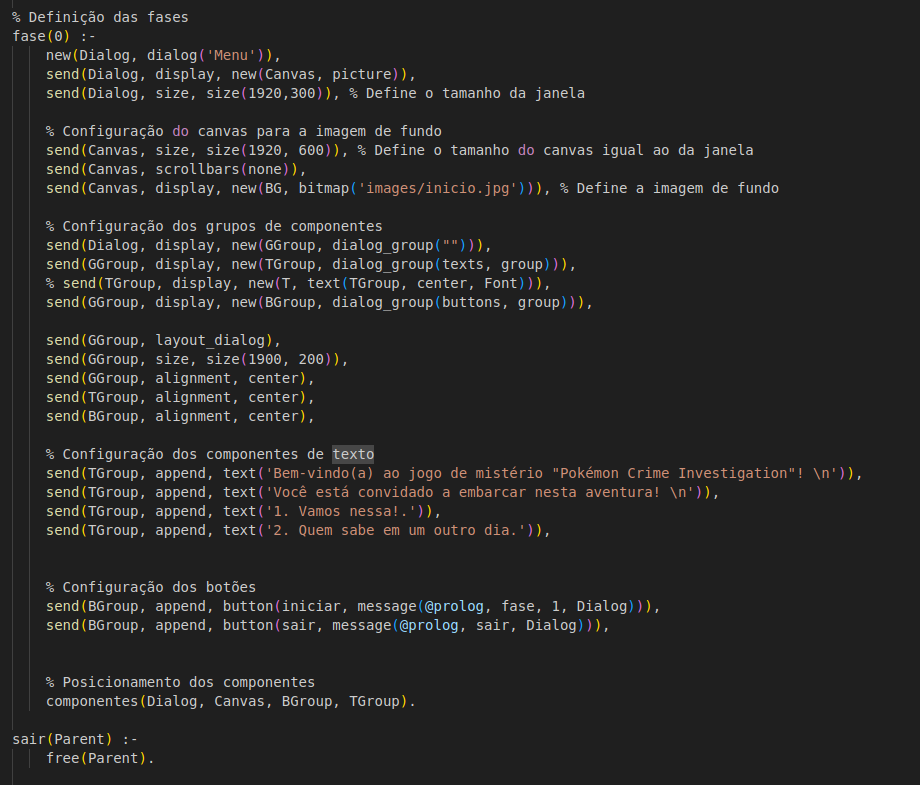 % Definição das fases
fase(0) :-
    new(Dialog, dialog('Menu')),
    send(Dialog, display, new(Canvas, picture)),
    send(Dialog, size, size(1920,300)), % Define o tamanho da janela

    % Configuração do canvas para a imagem de fundo
    send(Canvas, size, size(1920, 600)), % Define o tamanho do canvas igual ao da janela
    send(Canvas, scrollbars(none)),
    send(Canvas, display, new(BG, bitmap('images/inicio.jpg'))), % Define a imagem de fundo

    % Configuração dos grupos de componentes
    send(Dialog, display, new(GGroup, dialog_group(""))),
    send(GGroup, display, new(TGroup, dialog_group(texts, group))),
    % send(TGroup, display, new(T, text(TGroup, center, Font))),
    send(GGroup, display, new(BGroup, dialog_group(buttons, group))),

    send(GGroup, layout_dialog),
    send(GGroup, size, size(1900, 200)),
    send(GGroup, alignment, center),
    send(TGroup, alignment, center),
    send(BGroup, alignment, center),

    % Configuração dos componentes de texto
    send(TGroup, append, text('Bem-vindo(a) ao jogo de mistério "Pokémon Crime Investigation"! \n')),
    send(TGroup, append, text('Você está convidado a embarcar nesta aventura! \n')),
    send(TGroup, append, text('1. Vamos nessa!.')),
    send(TGroup, append, text('2. Quem sabe em um outro dia.')),

    % Configuração dos botões
    send(BGroup, append, button(iniciar, message(@prolog, fase, 1, Dialog))),
    send(BGroup, append, button(sair, message(@prolog, sair, Dialog))),

    % Posicionamento dos componentes
    componentes(Dialog, Canvas, BGroup, TGroup).

sair(Parent) :-
    free(Parent).